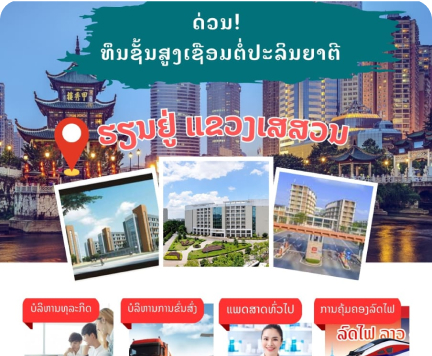 ດ່ວນ!
ທຶນຊັ້ນສູງເຊື່ອມຕໍ່ປະລິນຍາຕີ
ຮຽນຢູ່ ແຂວງເສສວນ
ບໍລິຫານທຸລະກິດ
ບໍລິຫານການຂົນສົ່ງ
ແພດສາດທົ່ວໄປ
ການຄຸ້ມຄອງລົດໄຟ
ລົດໄຟ ລາວ